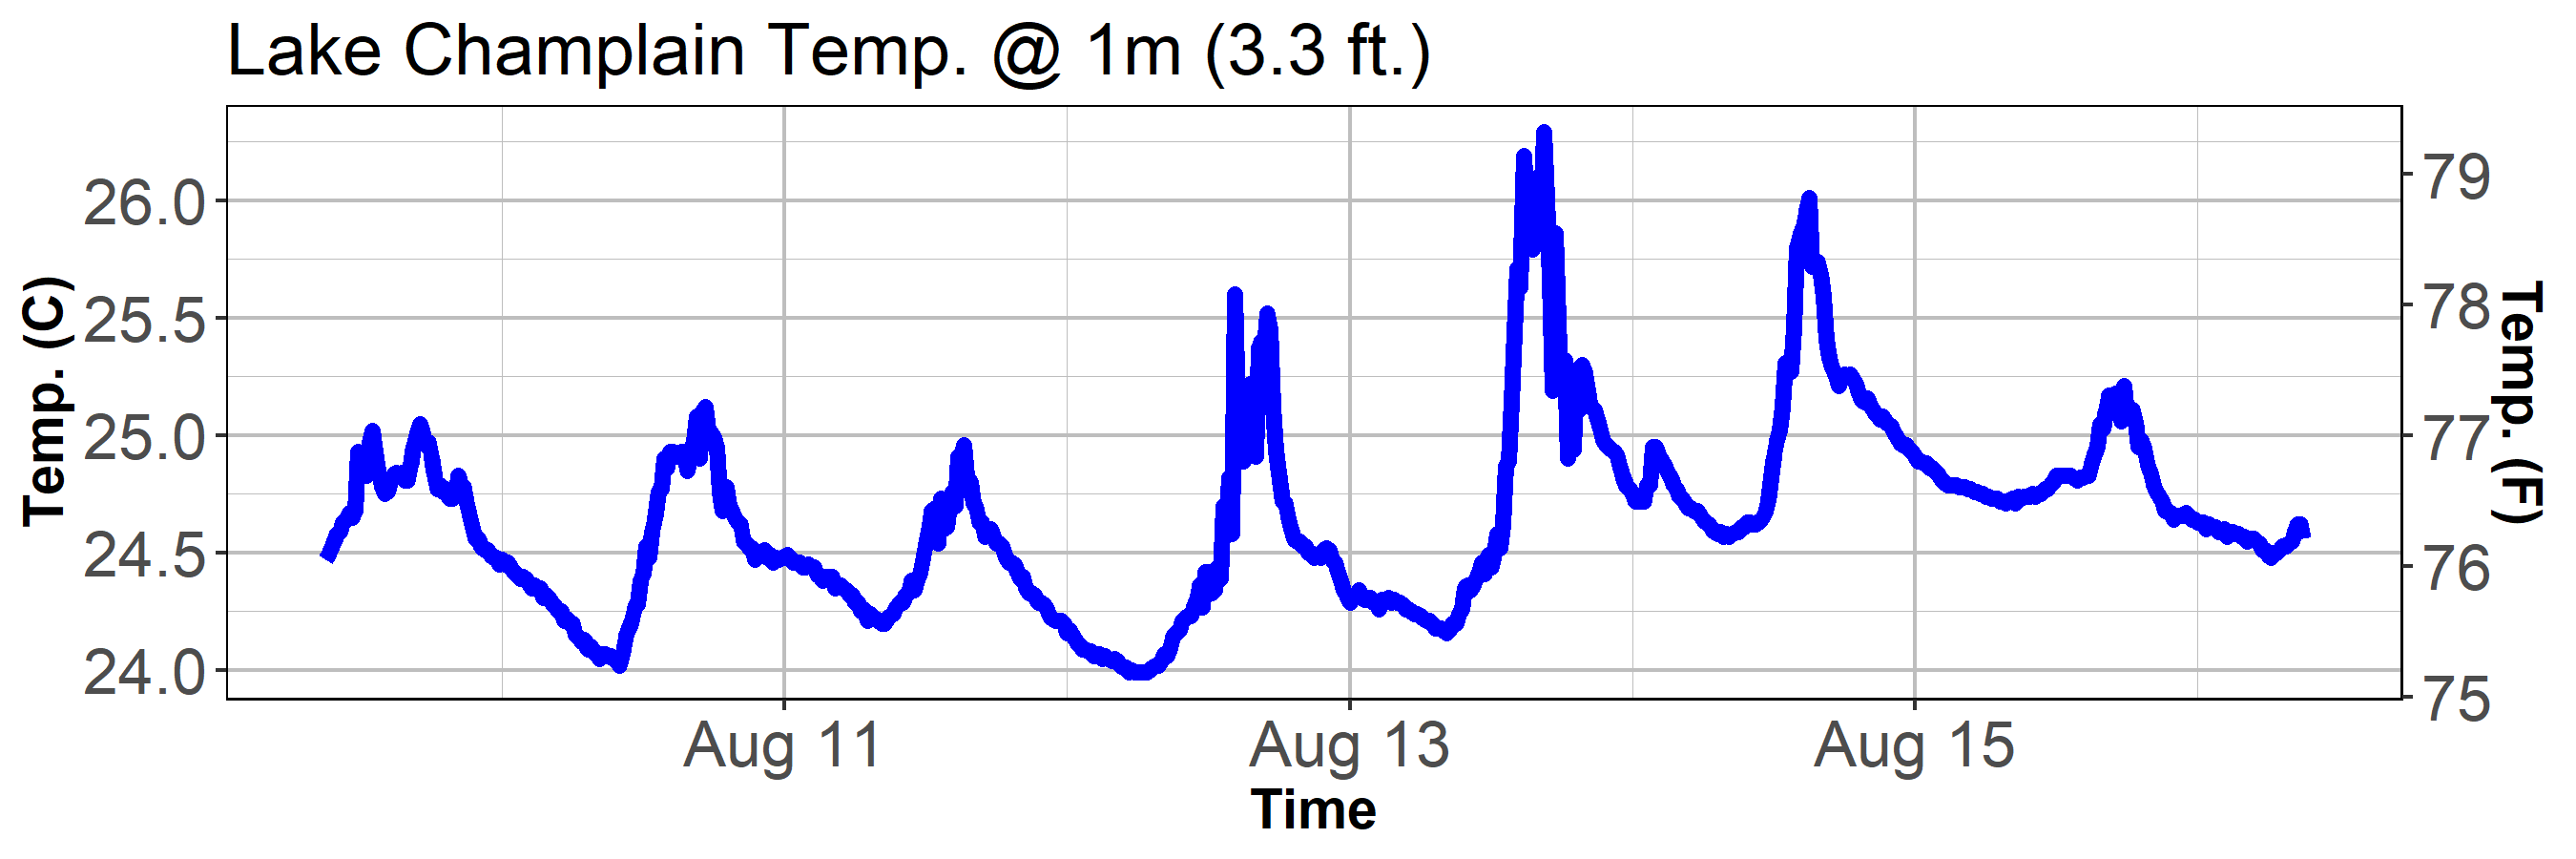 Lake Champlain Temp. @ 1m (3.3 ft.)
Temp. (C)
26.0
25.5
25.0
24.5
24.0
79
78
77
76
75
Temp. (F)
Aug 11
Aug 13
Aug 15
Time